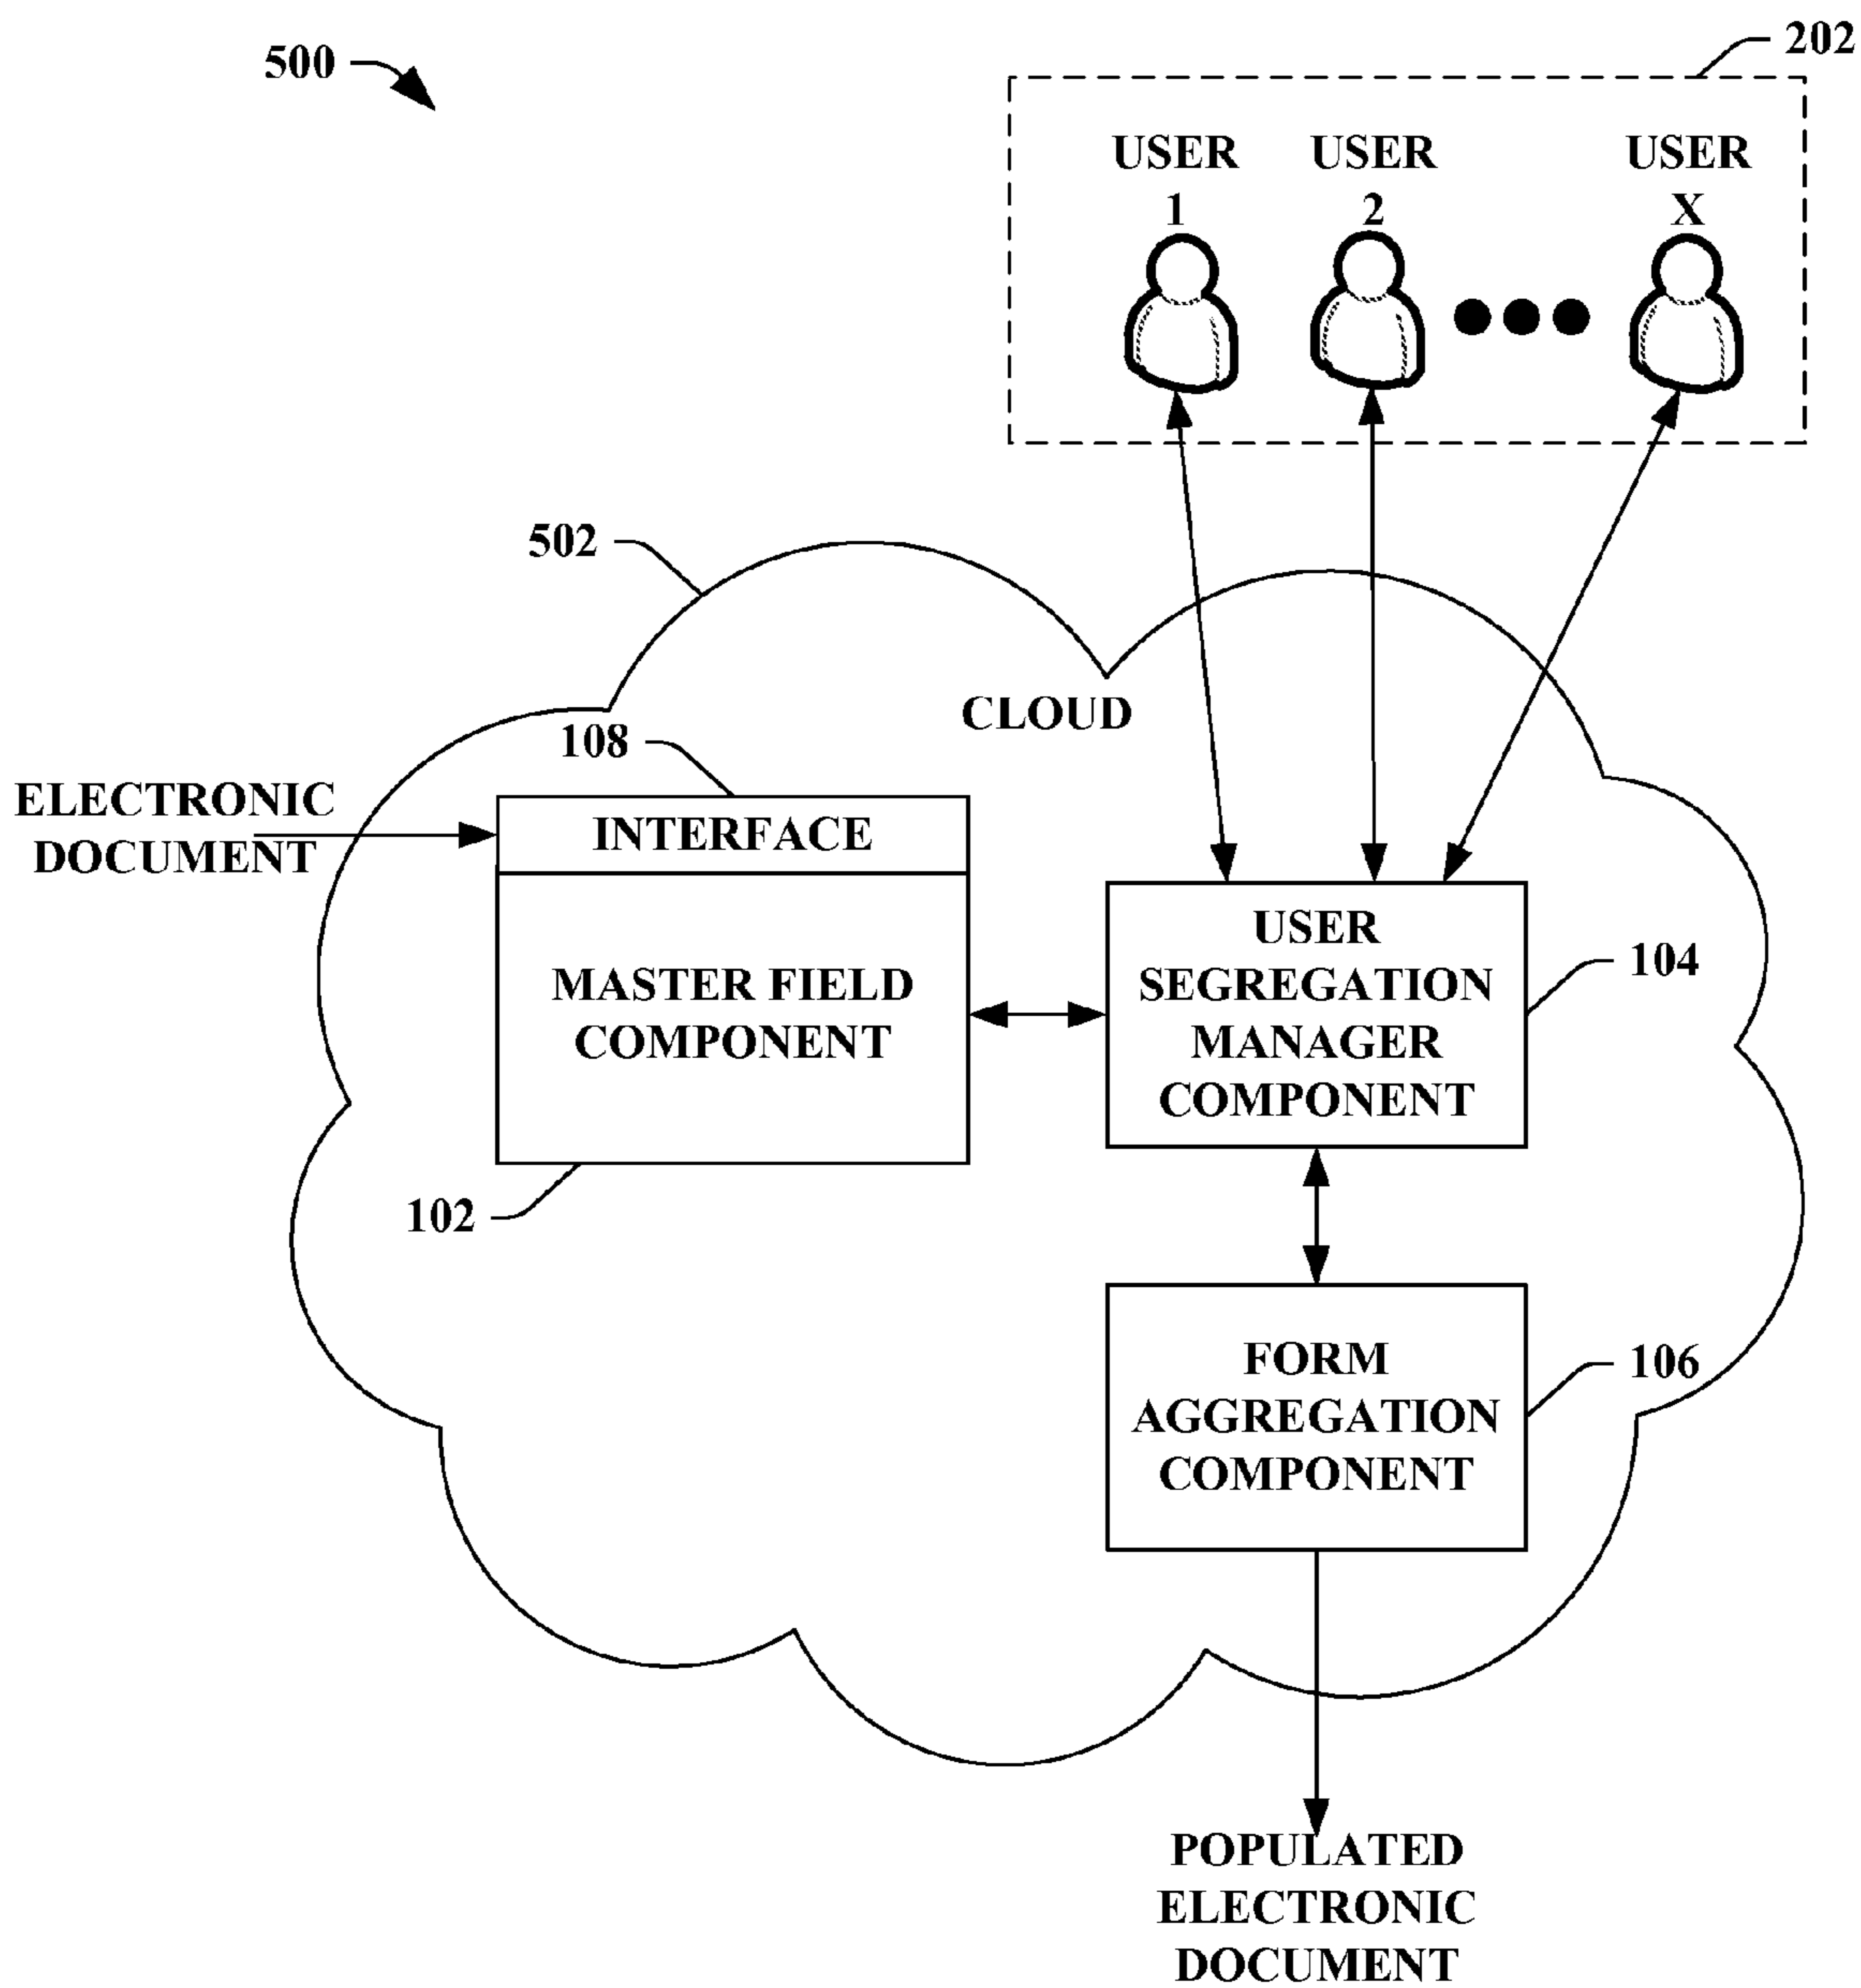 500
202
USER
1
USER
2
USER
X
502
CLOUD
108
ELECTRONIC
DOCUMENT
INTERFACE
MASTER FIELD
COMPONENT
102
USER
SEGREGATION
MANAGER
COMPONENT
104
FORM
AGGREGATION
COMPONENT
106
POPULATED
ELECTRONIC
DOCUMENT